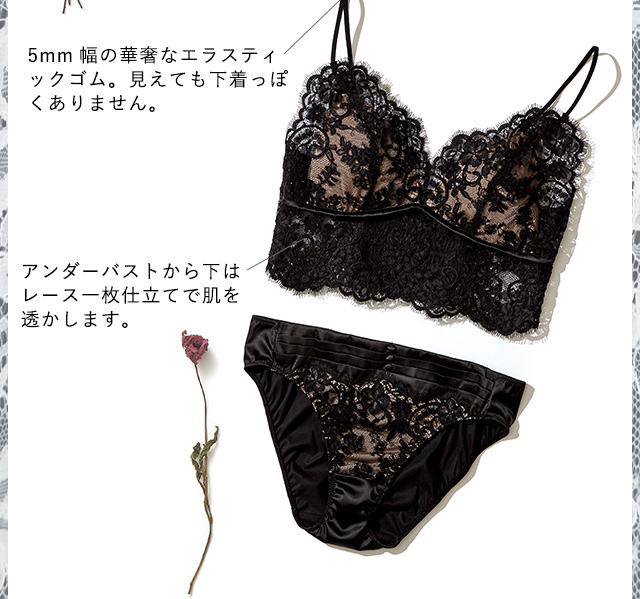 5mm 幅の華奢なエラスティ
ックゴム。見えても下着っぽ
くありません。
アンダーバストから下は
レース一枚仕立てで肌を
透かします。